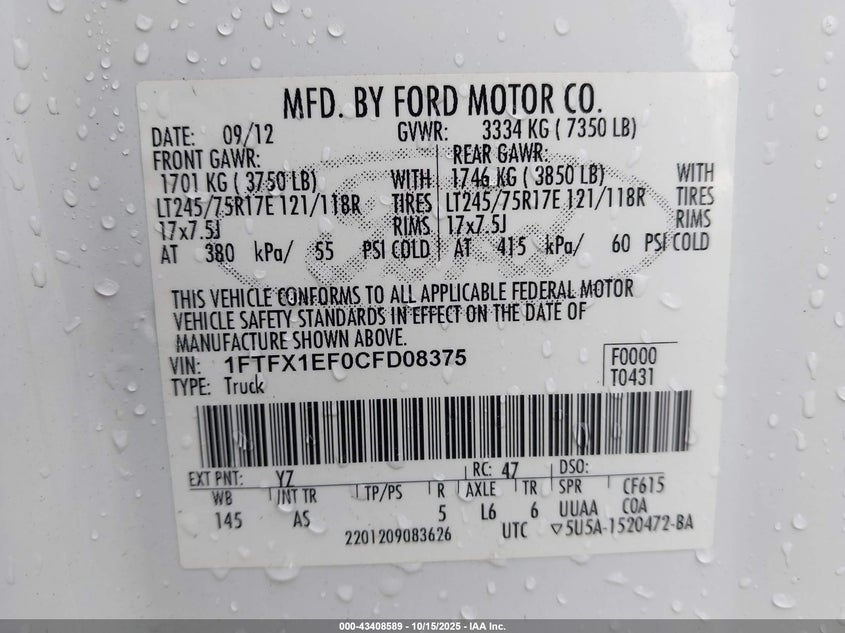 MFD. BY FORD MOTOR CO.
DATE: 09/12 GVWR: 3334 KG ( 7350 LB)
FRONT GAWR: REAR GAWR:
1701 KG ( 3750 LB) WITH 1746 KG ( 3850 LB) WITH
LT245/75R17E 121/118R TIRES LT245/75R17E 121/118R TIRES
17x7.5J RIMS 17x7.5J RIMS
AT 380 kPa/ 55 PSI COLD AT 415 kPa/ 60 PSI COLD
THIS VEHICLE CONFORMS TO ALL APPLICABLE FEDERAL MOTOR
VEHICLE SAFETY STANDARDS IN EFFECT ON THE DATE OF
MANUFACTURE SHOWN ABOVE.
VIN: 1FTFX1EF0CFD08375 F0000
TYPE: Truck T0431
EXT PNT: YZ RC: 47 DSO:
WB INT TR TP/PS R AXLE TR SPR CF615
145 AS 5 L6 6 UUAA COA
2201209083626 UTC ▽5U5A-1520472-BA
000-43408589 - 10/15/2025 - IAA Inc.